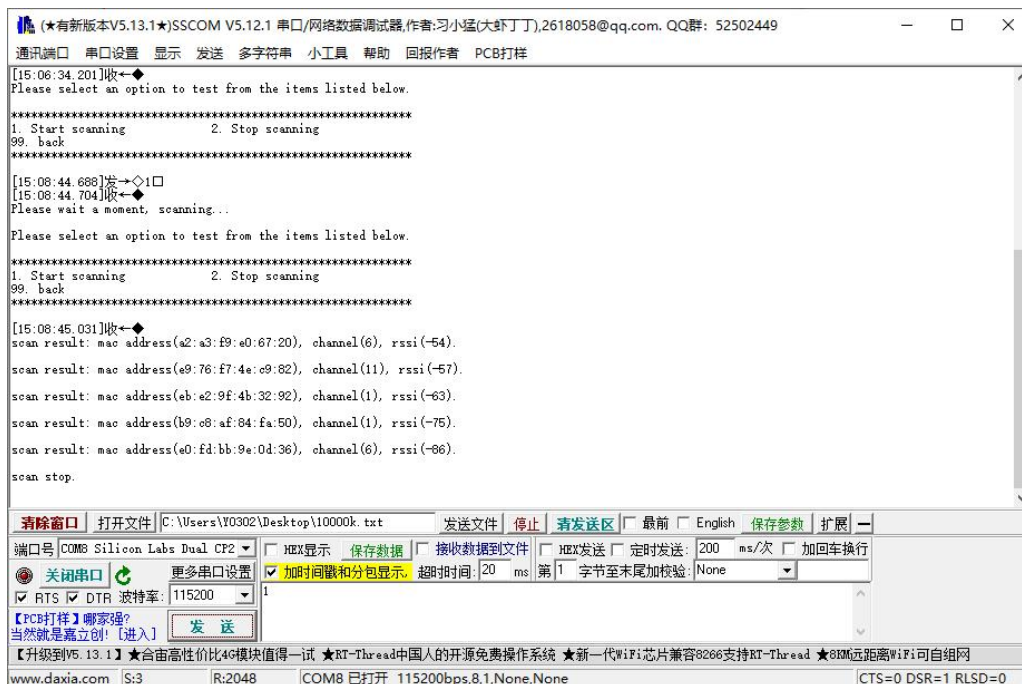 (★有新版本V5.13.1★)SSCOM V5.12.1 串口/网络数据调试器,作者:习小猛(大虾丁丁),2618058@qq.com. QQ群: 52502449
通讯端口 串口设置 显示 发送 多字符串 小工具 帮助 回报作者 PCB打样
[15:06:34.201]收←◆
Please select an option to test from the items listed below.
************************************************************
1. Start scanning 2. Stop scanning
99. back
************************************************************
[15:08:44.688]发→◇1□
[15:08:44.704]收←◆
Please wait a moment, scanning...
Please select an option to test from the items listed below.
************************************************************
1. Start scanning 2. Stop scanning
99. back
************************************************************
[15:08:45.031]收←◆
scan result: mac address(a2:a3:f9:e0:67:20), channel(6), rssi(-54).
scan result: mac address(e9:76:f7:4e:c9:82), channel(11), rssi(-57).
scan result: mac address(eb:e2:9f:4b:32:92), channel(1), rssi(-63).
scan result: mac address(b9:c8:af:84:fa:50), channel(1), rssi(-75).
scan result: mac address(e0:fd:bb:9e:0d:36), channel(6), rssi(-86).
scan stop.
清除窗口 打开文件 C:\Users\Y0302\Desktop\10000k.txt 发送文件 停止 清发送区 最前 English 保存参数 扩展 —
端口号 COM8 Silicon Labs Dual CP2 HEX显示 保存数据 接收数据到文件 HEX发送 定时发送: 200 ms/次 加回车换行
关闭串口 更多串口设置 加时间戳和分包显示, 超时时间: 20 ms 第 1 字节至末尾加校验: None
RTS DTR 波特率: 115200 1
【PCB打样】哪家强?
当然就是嘉立创! [进入] 发 送
【升级到V5.13.1】★合宙高性价比4G模块值得一试 ★RT-Thread中国人的开源免费操作系统 ★新一代WiFi芯片兼容8266支持RT-Thread ★8KM远距离WiFi可自组网
www.daxia.com S:3 R:2048 COM8 已打开 115200bps,8,1,None,None CTS=0 DSR=1 RLSD=0